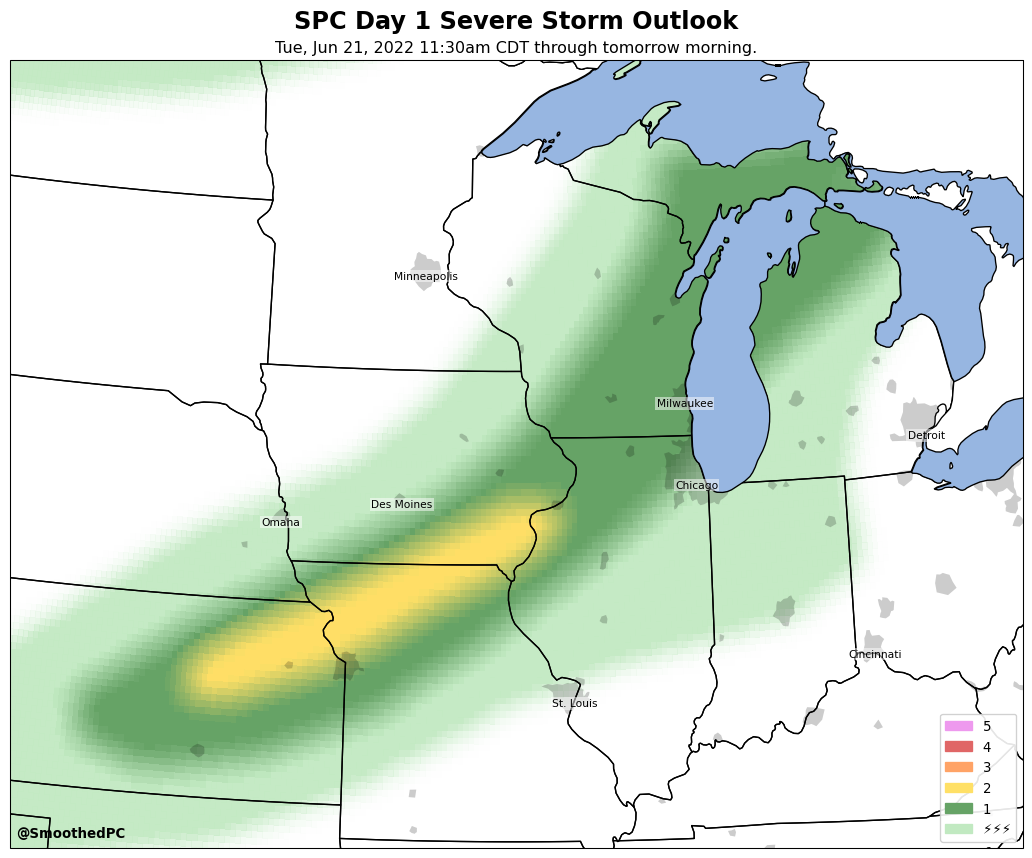 SPC Day 1 Severe Storm Outlook
Tue, Jun 21, 2022 11:30am CDT through tomorrow morning.
Minneapolis
Milwaukee
Detroit
Chicago
Des Moines
Omaha
Cincinnati
St. Louis
5
4
3
2
1
⚡⚡⚡
@SmoothedPC